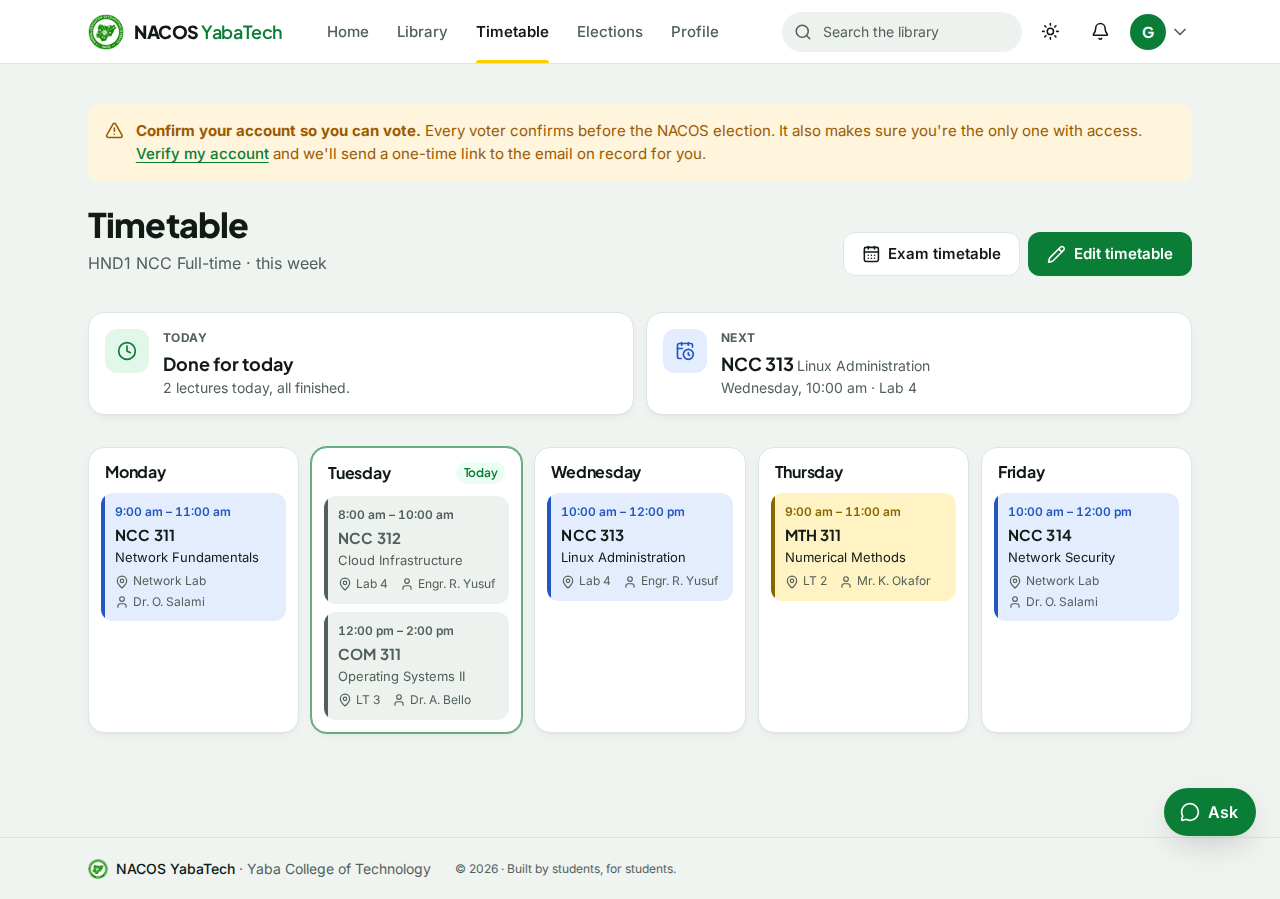 NACOS YabaTech
Home
Library
Timetable
Elections
Profile
Search the library
G
Confirm your account so you can vote. Every voter confirms before the NACOS election. It also makes sure you're the only one with access.
Verify my account and we'll send a one-time link to the email on record for you.
Timetable
HND1 NCC Full-time · this week
Exam timetable
Edit timetable
TODAY
Done for today
2 lectures today, all finished.
NEXT
NCC 313 Linux Administration
Wednesday, 10:00 am · Lab 4
Monday
9:00 am – 11:00 am
NCC 311
Network Fundamentals
Network Lab
Dr. O. Salami
Tuesday
Today
8:00 am – 10:00 am
NCC 312
Cloud Infrastructure
Lab 4
Engr. R. Yusuf
12:00 pm – 2:00 pm
COM 311
Operating Systems II
LT 3
Dr. A. Bello
Wednesday
10:00 am – 12:00 pm
NCC 313
Linux Administration
Lab 4
Engr. R. Yusuf
Thursday
9:00 am – 11:00 am
MTH 311
Numerical Methods
LT 2
Mr. K. Okafor
Friday
10:00 am – 12:00 pm
NCC 314
Network Security
Network Lab
Dr. O. Salami
Ask
NACOS YabaTech · Yaba College of Technology
© 2026 · Built by students, for students.